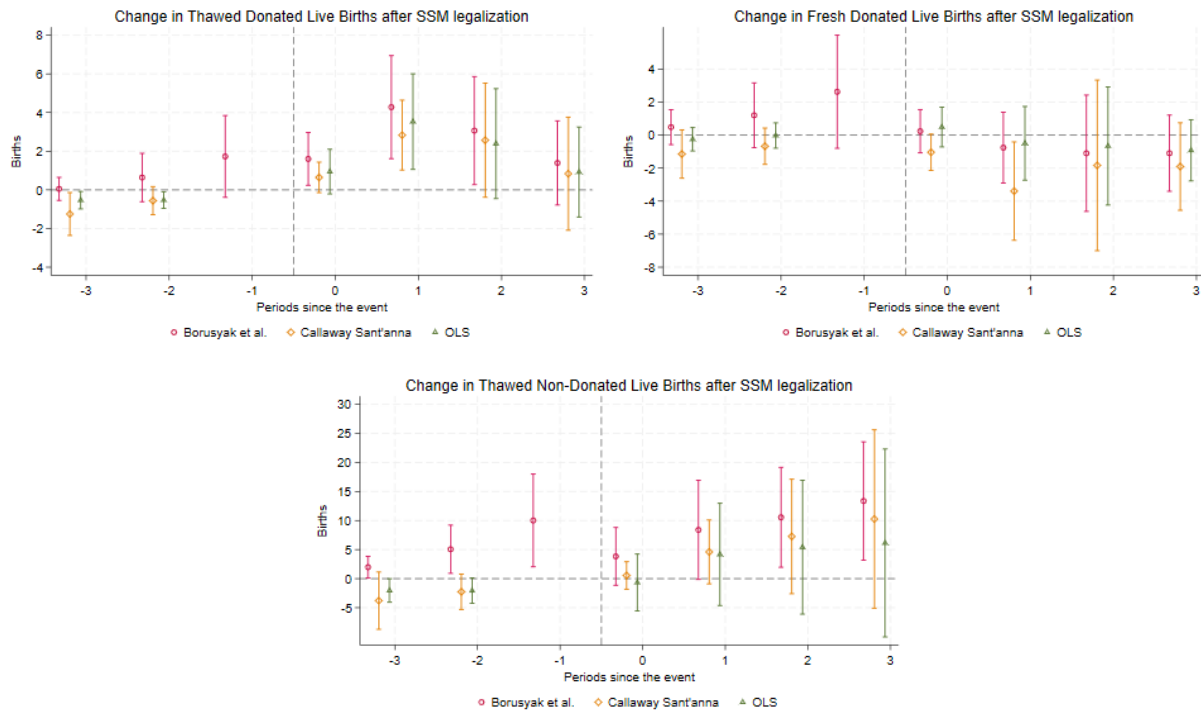 Change in Thawed Donated Live Births after SSM legalization
8
6
4
2
0
-2
-4
Births
-3 -2 -1 0 1 2 3
Periods since the event
Borusyak et al. Callaway Sant'anna OLS
Change in Fresh Donated Live Births after SSM legalization
4
2
0
-2
-4
-6
-8
Births
-3 -2 -1 0 1 2 3
Periods since the event
Borusyak et al. Callaway Sant'anna OLS
Change in Thawed Non-Donated Live Births after SSM legalization
30
25
20
15
10
5
0
-5
Births
-3 -2 -1 0 1 2 3
Periods since the event
Borusyak et al. Callaway Sant'anna OLS